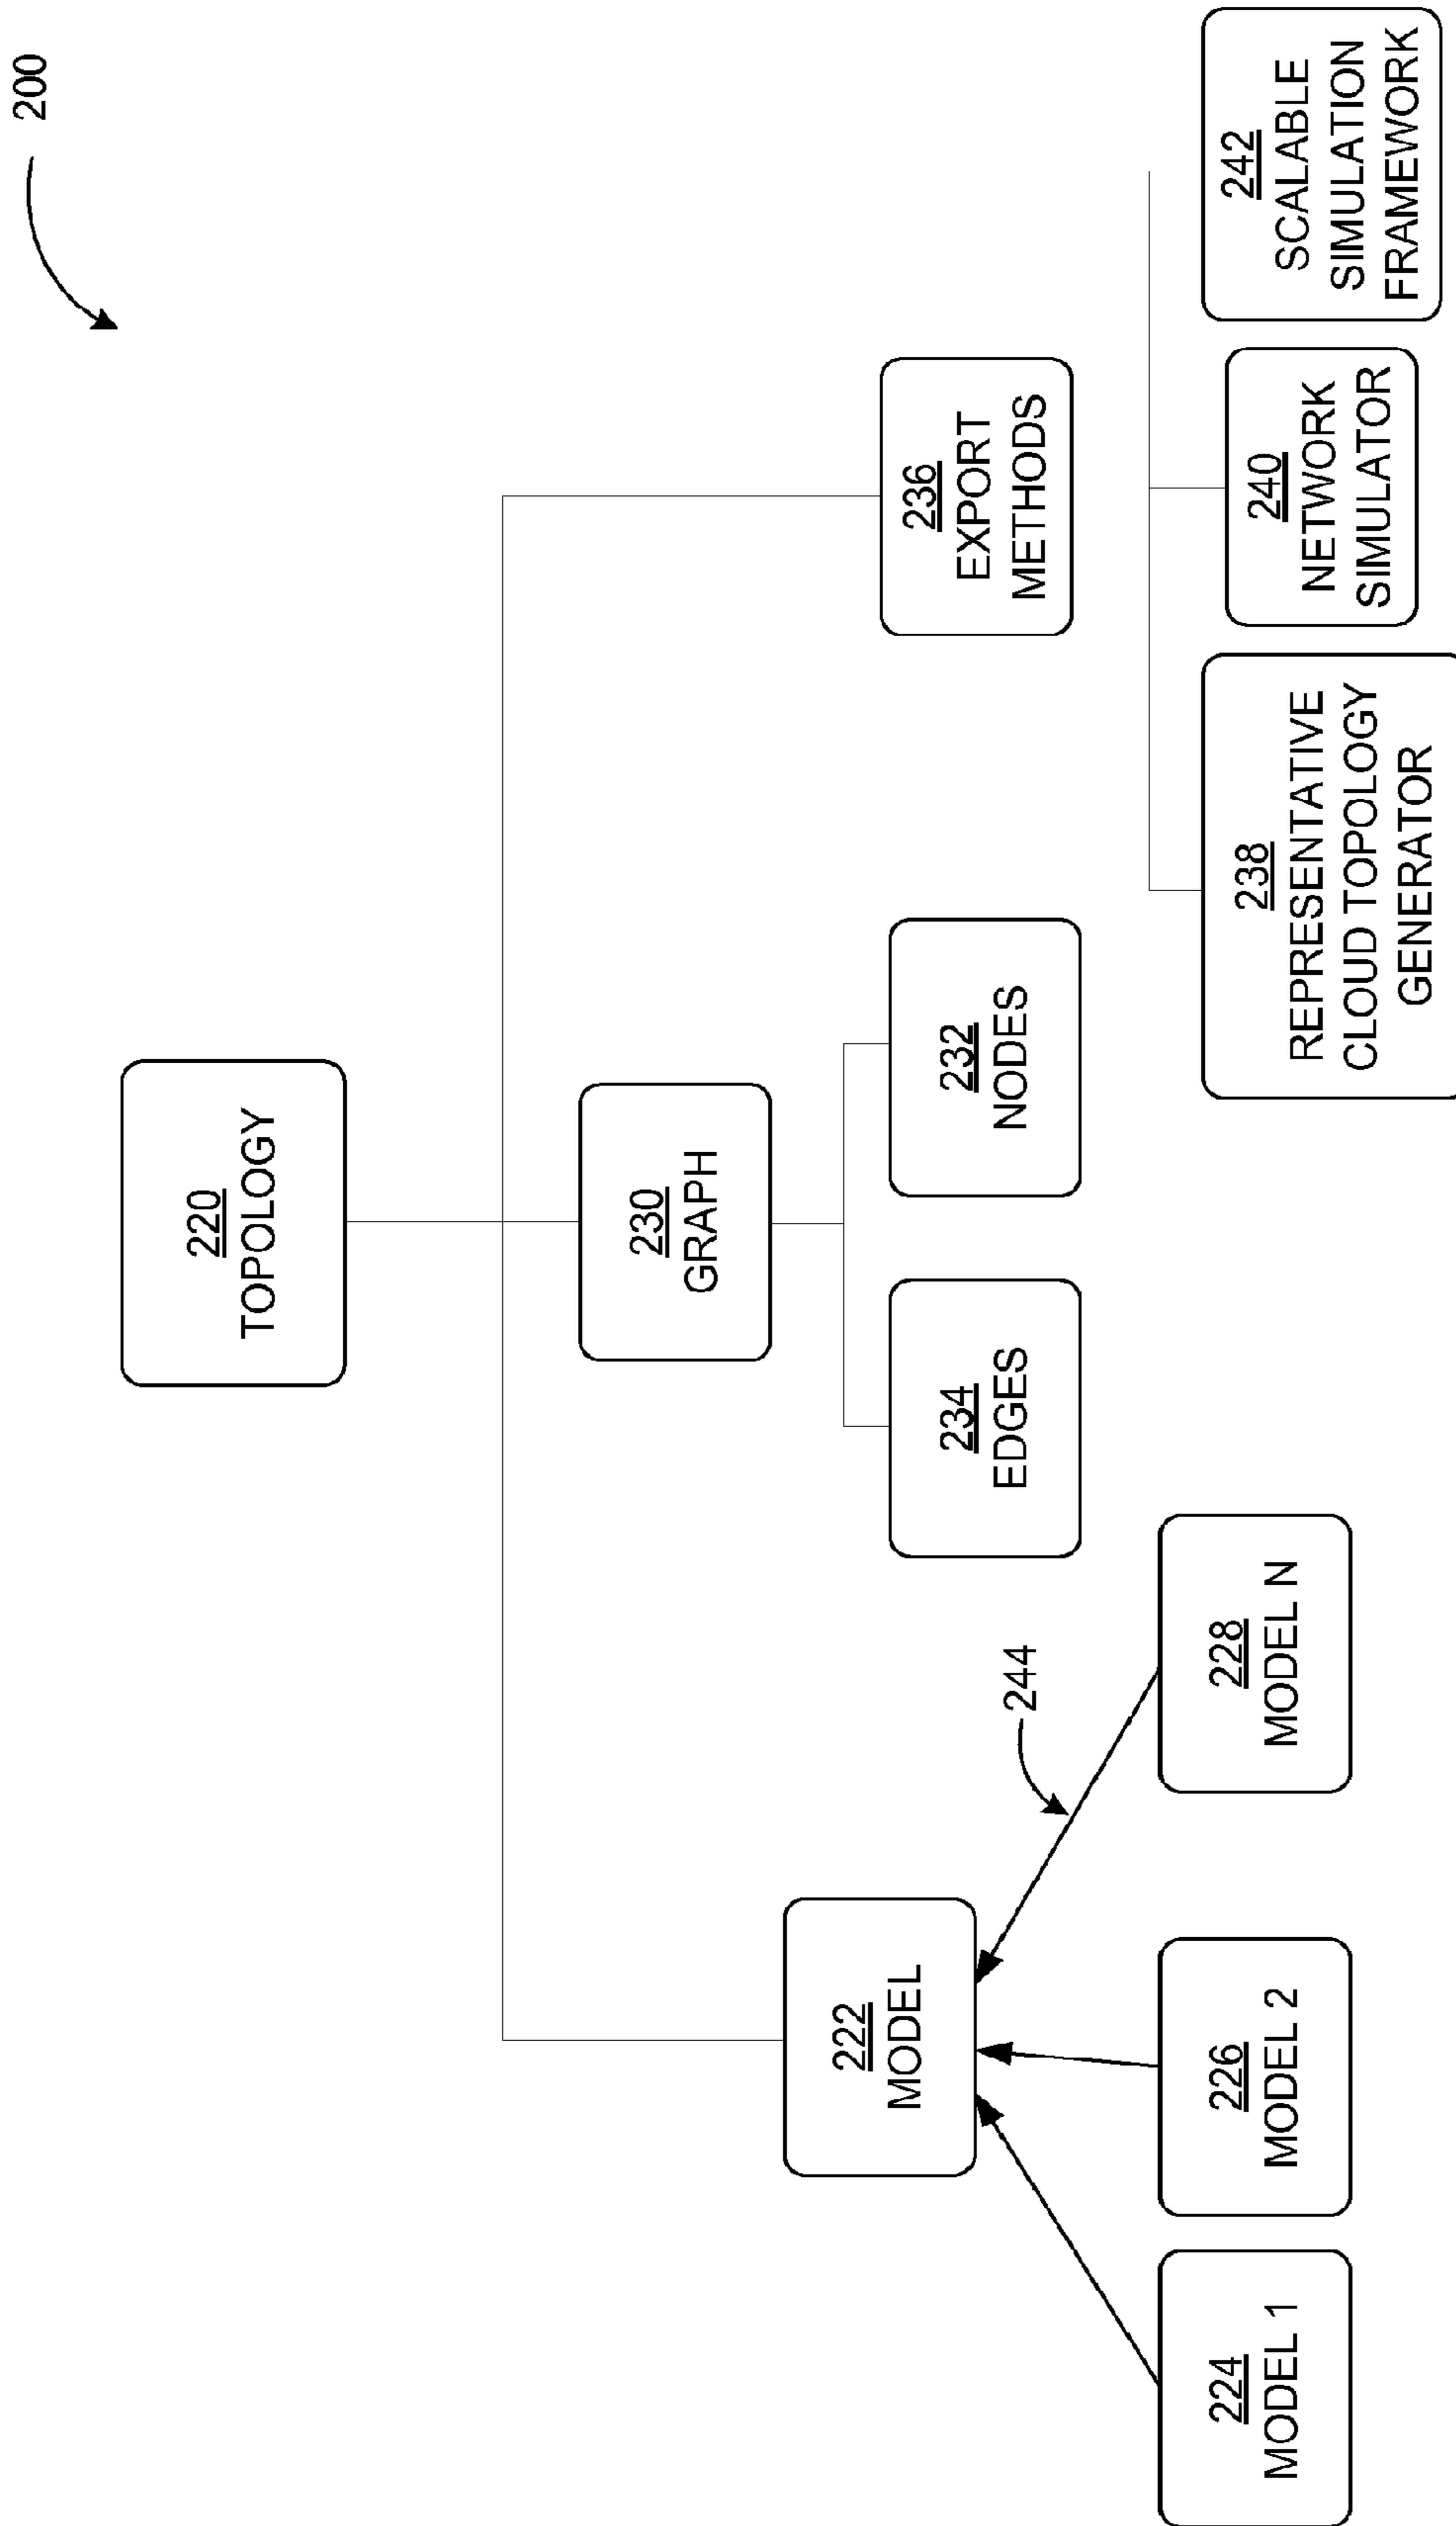 200
220
TOPOLOGY
230
GRAPH
222
MODEL
236
EXPORT
METHODS
234
EDGES
232
NODES
244
224
MODEL 1
226
MODEL 2
228
MODEL N
238
REPRESENTATIVE
CLOUD TOPOLOGY
GENERATOR
240
NETWORK
SIMULATOR
242
SCALABLE
SIMULATION
FRAMEWORK